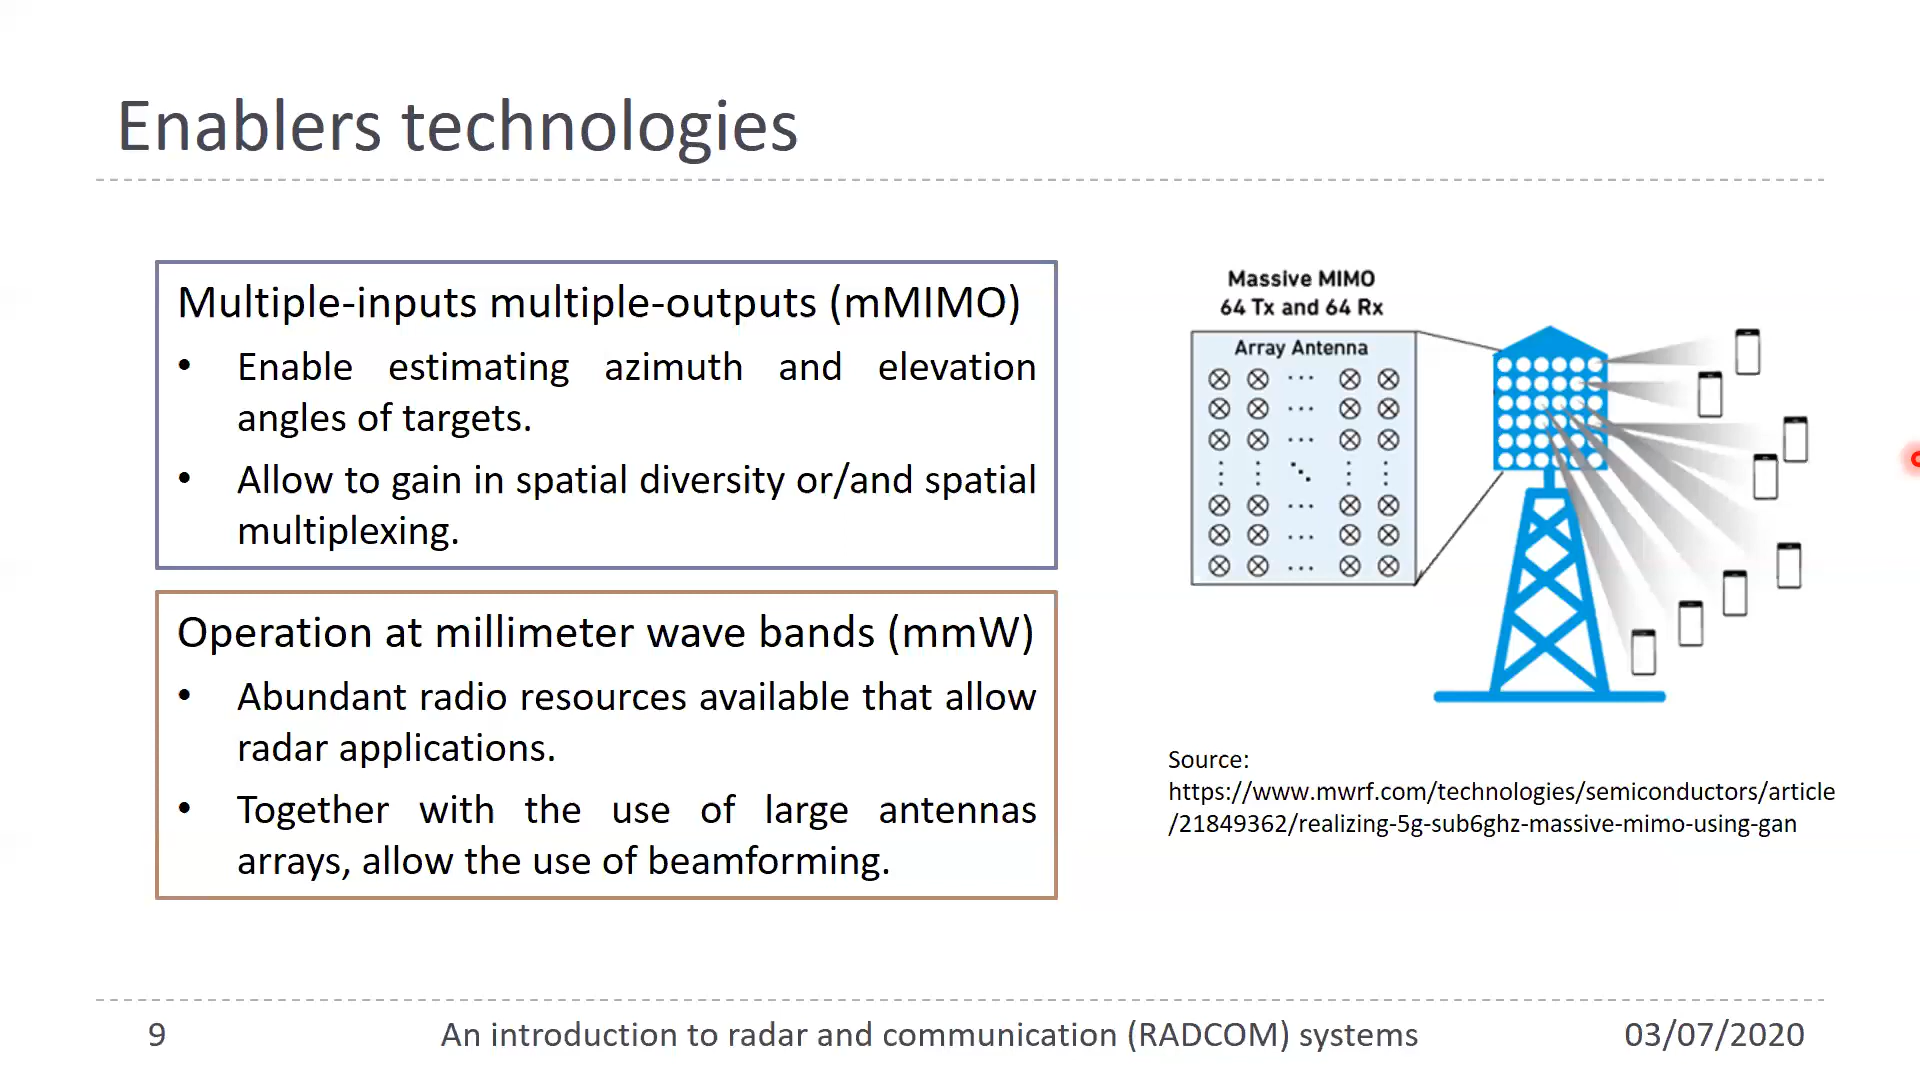 Enablers technologies
Multiple-inputs multiple-outputs (mMIMO)
• Enable estimating azimuth and elevation
angles of targets.
• Allow to gain in spatial diversity or/and spatial
multiplexing.
Operation at millimeter wave bands (mmW)
• Abundant radio resources available that allow
radar applications.
• Together with the use of large antennas
arrays, allow the use of beamforming.
Massive MIMO
64 Tx and 64 Rx
Array Antenna
Source:
https://www.mwrf.com/technologies/semiconductors/article
/21849362/realizing-5g-sub6ghz-massive-mimo-using-gan
9
An introduction to radar and communication (RADCOM) systems
03/07/2020